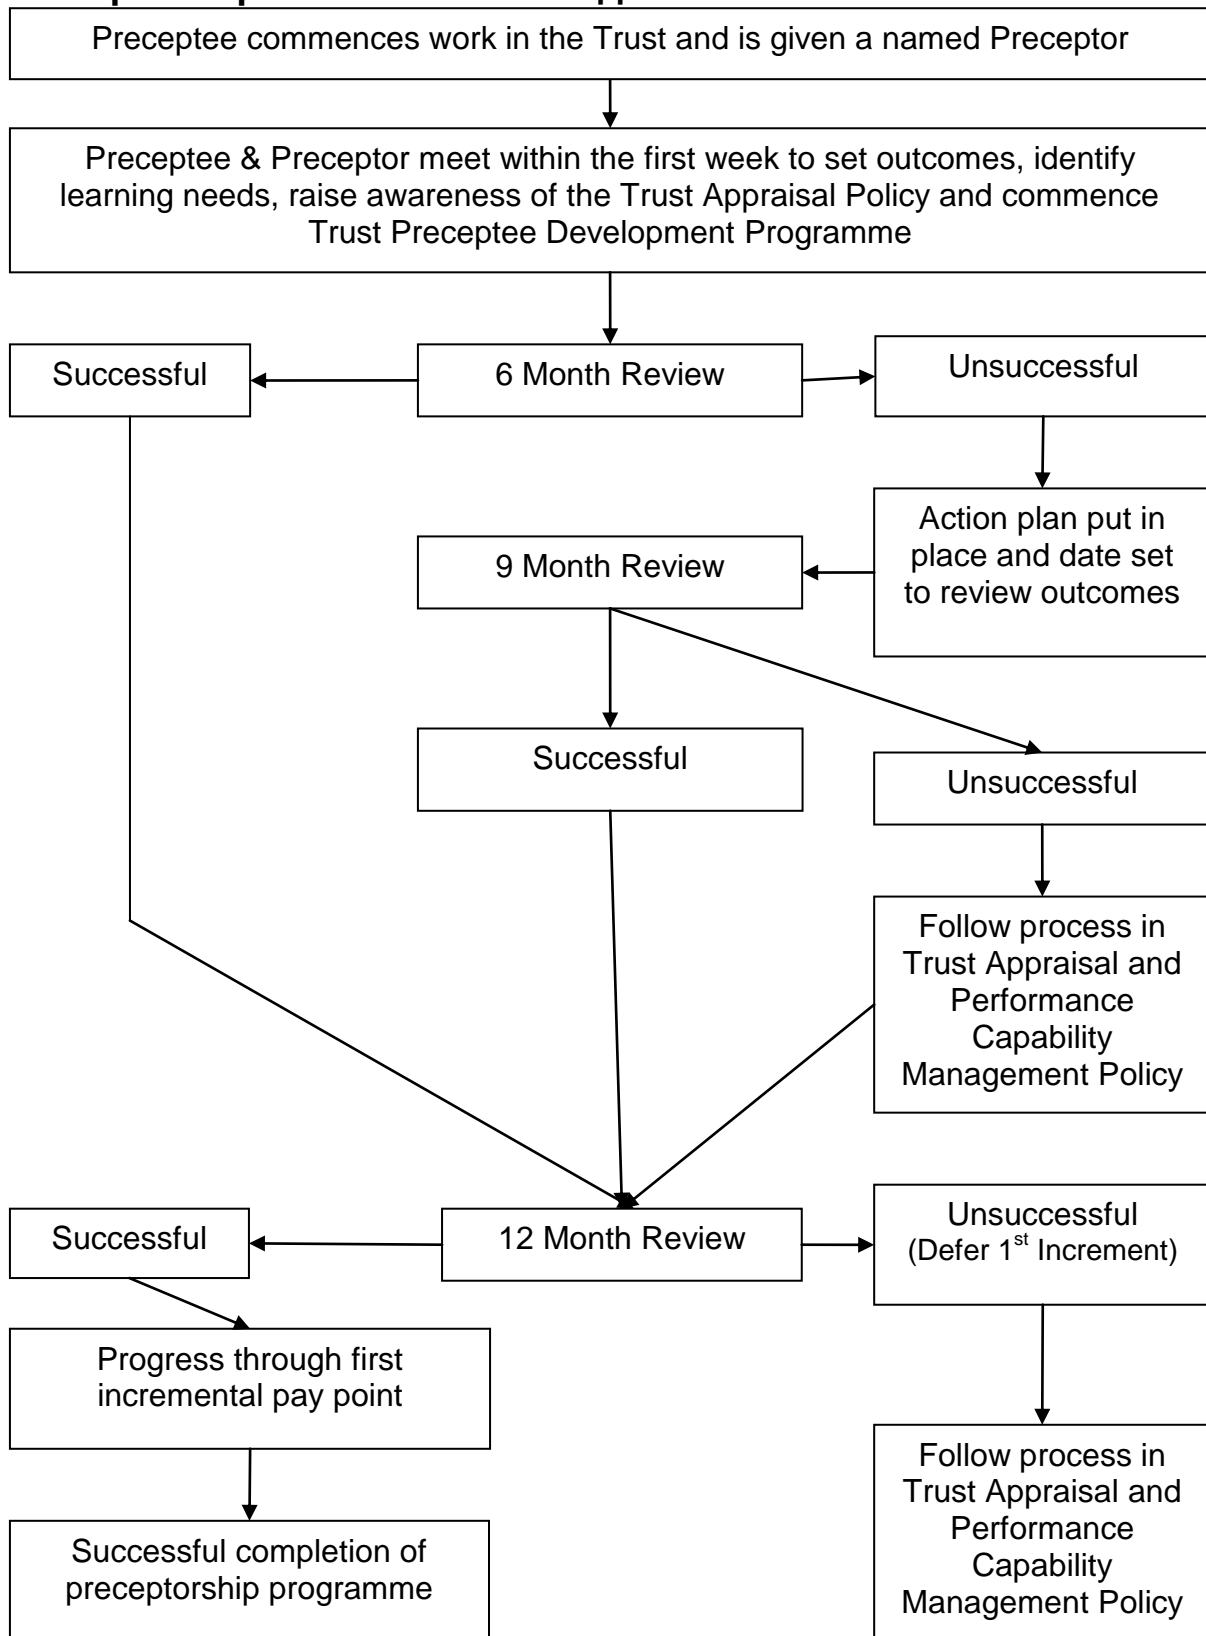 Preceptee commences work in the Trust and is given a named Preceptor
Preceptee & Preceptor meet within the first week to set outcomes, identify
learning needs, raise awareness of the Trust Appraisal Policy and commence
Trust Preceptee Development Programme
Successful
6 Month Review
Unsuccessful
Action plan put in
place and date set
to review outcomes
9 Month Review
Successful
Unsuccessful
Follow process in
Trust Appraisal and
Performance
Capability
Management Policy
12 Month Review
Successful
Unsuccessful
(Defer 1st Increment)
Progress through first
incremental pay point
Follow process in
Trust Appraisal and
Performance
Capability
Management Policy
Successful completion of
preceptorship programme